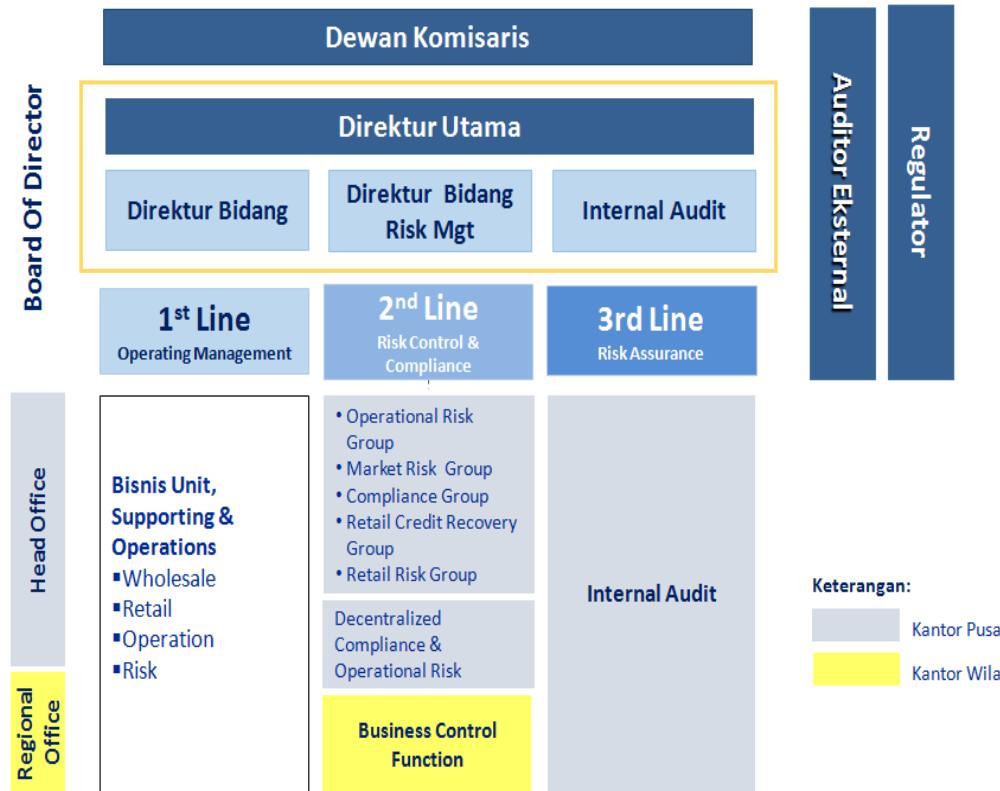 Dewan Komisaris
Board Of Director
Direktur Utama
Direktur Bidang
Direktur Bidang
Risk Mgt
Internal Audit
Auditor Eksternal
Regulator
1st Line
Operating Management
2nd Line
Risk Control &
Compliance
3rd Line
Risk Assurance
Head Office
Bisnis Unit,
Supporting &
Operations
▪Wholesale
▪Retail
▪Operation
▪Risk
• Operational Risk
Group
• Market Risk Group
• Compliance Group
• Retail Credit Recovery
Group
• Retail Risk Group
Decentralized
Compliance &
Operational Risk
Internal Audit
Regional
Office
Business Control
Function
Keterangan:
Kantor Pusa
Kantor Wila